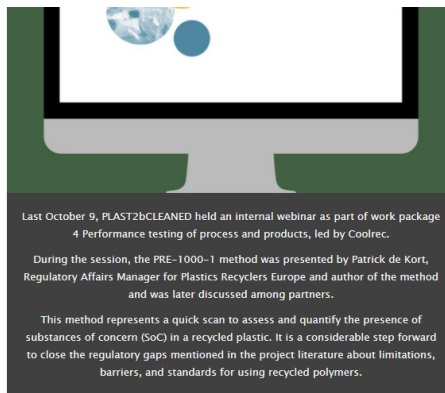 Last October 9, PLAST2bCLEANED held an internal webinar as part of work package
4 Performance testing of process and products, led by Coolrec.
During the session, the PRE-1000-1 method was presented by Patrick de Kort,
Regulatory Affairs Manager for Plastics Recyclers Europe and author of the method
and was later discussed among partners.
This method represents a quick scan to assess and quantify the presence of
substances of concern (SoC) in a recycled plastic. It is a considerable step forward
to close the regulatory gaps mentioned in the project literature about limitations,
barriers, and standards for using recycled polymers.